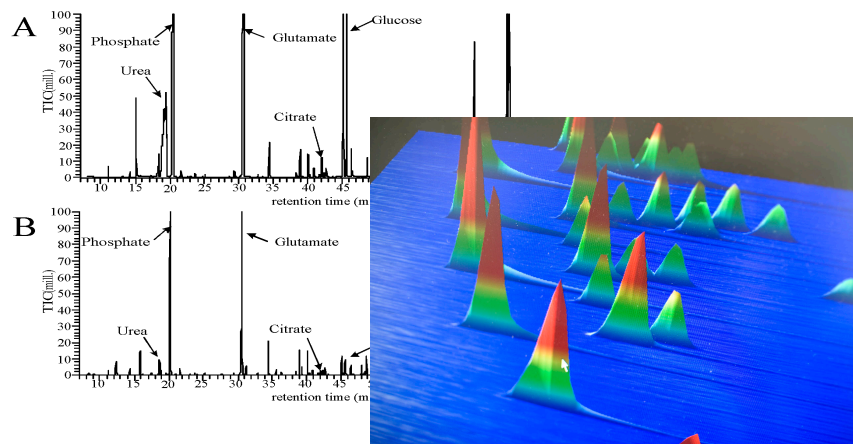 A
100
Glucose
90
Phosphate
Glutamate
80
70
Urea
60
TIC(mill.)
50
40
Citrate
30
20
10
0
10 15 20 25 30 35 40 45
retention time (m
B
100
90
Phosphate
Glutamate
80
70
60
TIC(mill.)
50
40
30
Urea
Citrate
20
10
0
10 15 20 25 31 35 40 45
retention time (m